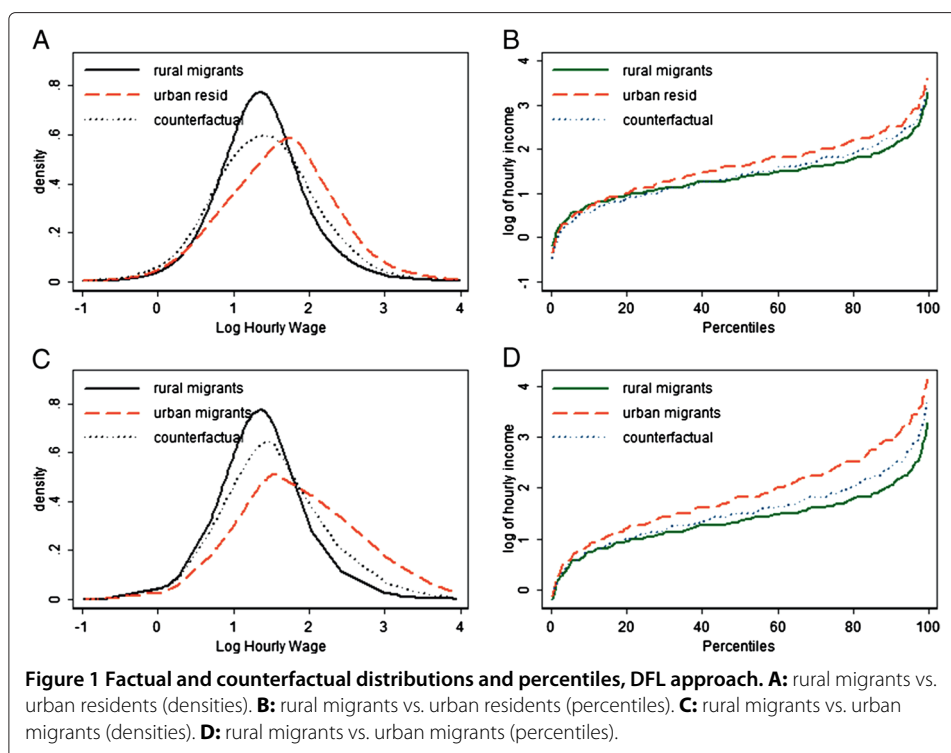 A
rural migrants
urban resid
counterfactual
density
.8
.6
.4
.2
0
-1 0 1 2 3 4
Log Hourly Wage
B
rural migrants
urban resid
counterfactual
log of hourly income
4
3
2
1
0
-1
0 20 40 60 80 100
Percentiles
C
rural migrants
urban migrants
counterfactual
density
.8
.6
.4
.2
0
-1 0 1 2 3 4
Log Hourly Wage
D
rural migrants
urban migrants
counterfactual
log of hourly income
4
3
2
1
0
0 20 40 60 80 100
Percentiles
Figure 1 Factual and counterfactual distributions and percentiles, DFL approach. A: rural migrants vs.
urban residents (densities). B: rural migrants vs. urban residents (percentiles). C: rural migrants vs. urban
migrants (densities). D: rural migrants vs. urban migrants (percentiles).